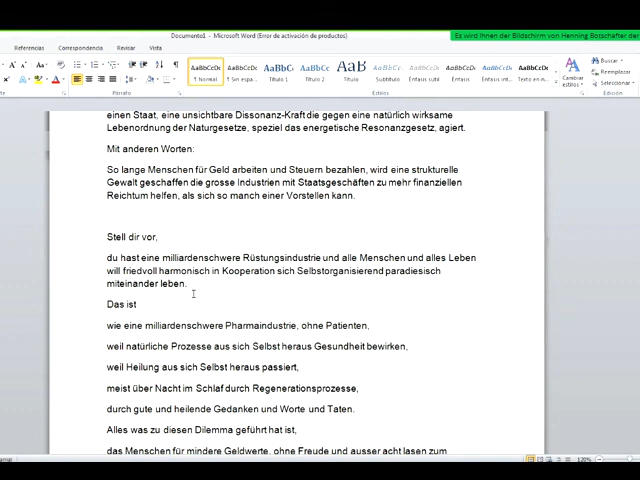 Documento1 - Microsoft Word (Error de activación de productos)
Es wird Ihnen der Bildschirm von Henning Botschafter der
Referencias Correspondencia Revisar Vista
AaBbCcDc AaBbCcDc AaBbC AaBbCc AaB AaBbCcl AaBbCcDt AaBbCcDt AaBbCcDt AaBbCcDc
¶ Normal ¶ Sin espa... Título 1 Título 2 Título Subtítulo Énfasis sutil Énfasis Énfasis int... Texto en n...
Cambiar estilos
Buscar
Reemplazar
Seleccionar
Párrafo Estilos Edición
einen Staat, eine unsichtbare Dissonanz-Kraft die gegen eine natürlich wirksame
Lebenordnung der Naturgesetze, speziel das energetische Resonanzgesetz, agiert.
Mit anderen Worten:
So lange Menschen für Geld arbeiten und Steuern bezahlen, wird eine strukturelle
Gewalt geschaffen die grosse Industrien mit Staatsgeschäften zu mehr finanziellen
Reichtum helfen, als sich so manch einer Vorstellen kann.
Stell dir vor,
du hast eine milliardenschwere Rüstungsindustrie und alle Menschen und alles Leben
will friedvoll harmonisch in Kooperation sich Selbstorganisierend paradiesisch
miteinander leben.
Das ist
wie eine milliardenschwere Pharmaindustrie, ohne Patienten,
weil natürliche Prozesse aus sich Selbst heraus Gesundheit bewirken,
weil Heilung aus sich Selbst heraus passiert,
meist über Nacht im Schlaf durch Regenerationsprozesse,
durch gute und heilende Gedanken und Worte und Taten.
Alles was zu diesen Dilemma geführt hat ist,
das Menschen für mindere Geldwerte, ohne Freude und ausser acht lasen zum
120%